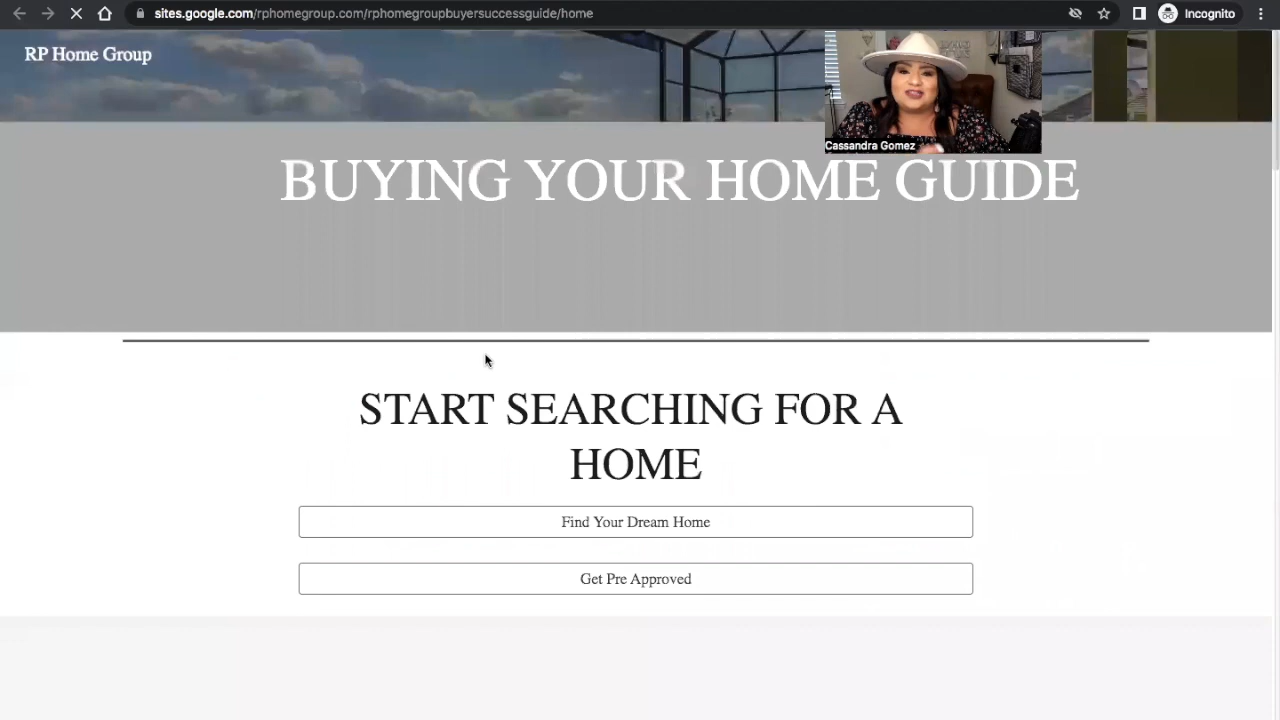 sites.google.com/rphomegroup.com/rphomegroupbuyersuccessguide/home
Incognito
RP Home Group
Cassandra Gomez
BUYING YOUR HOME GUIDE
START SEARCHING FOR A
HOME
Find Your Dream Home
Get Pre Approved